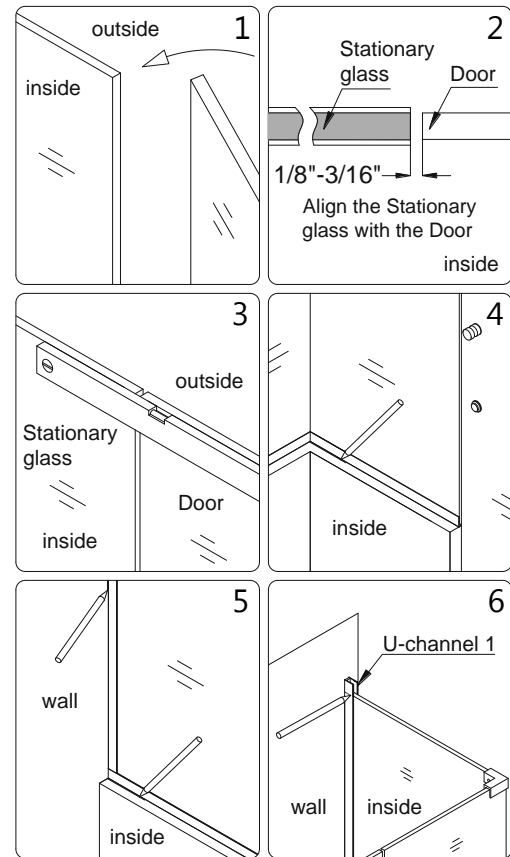 1
outside
inside
2
Stationary
glass
Door
1/8"-3/16"
Align the Stationary
glass with the Door
inside
3
outside
Stationary
glass
Door
inside
4
inside
5
wall
inside
6
U-channel 1
wall
inside